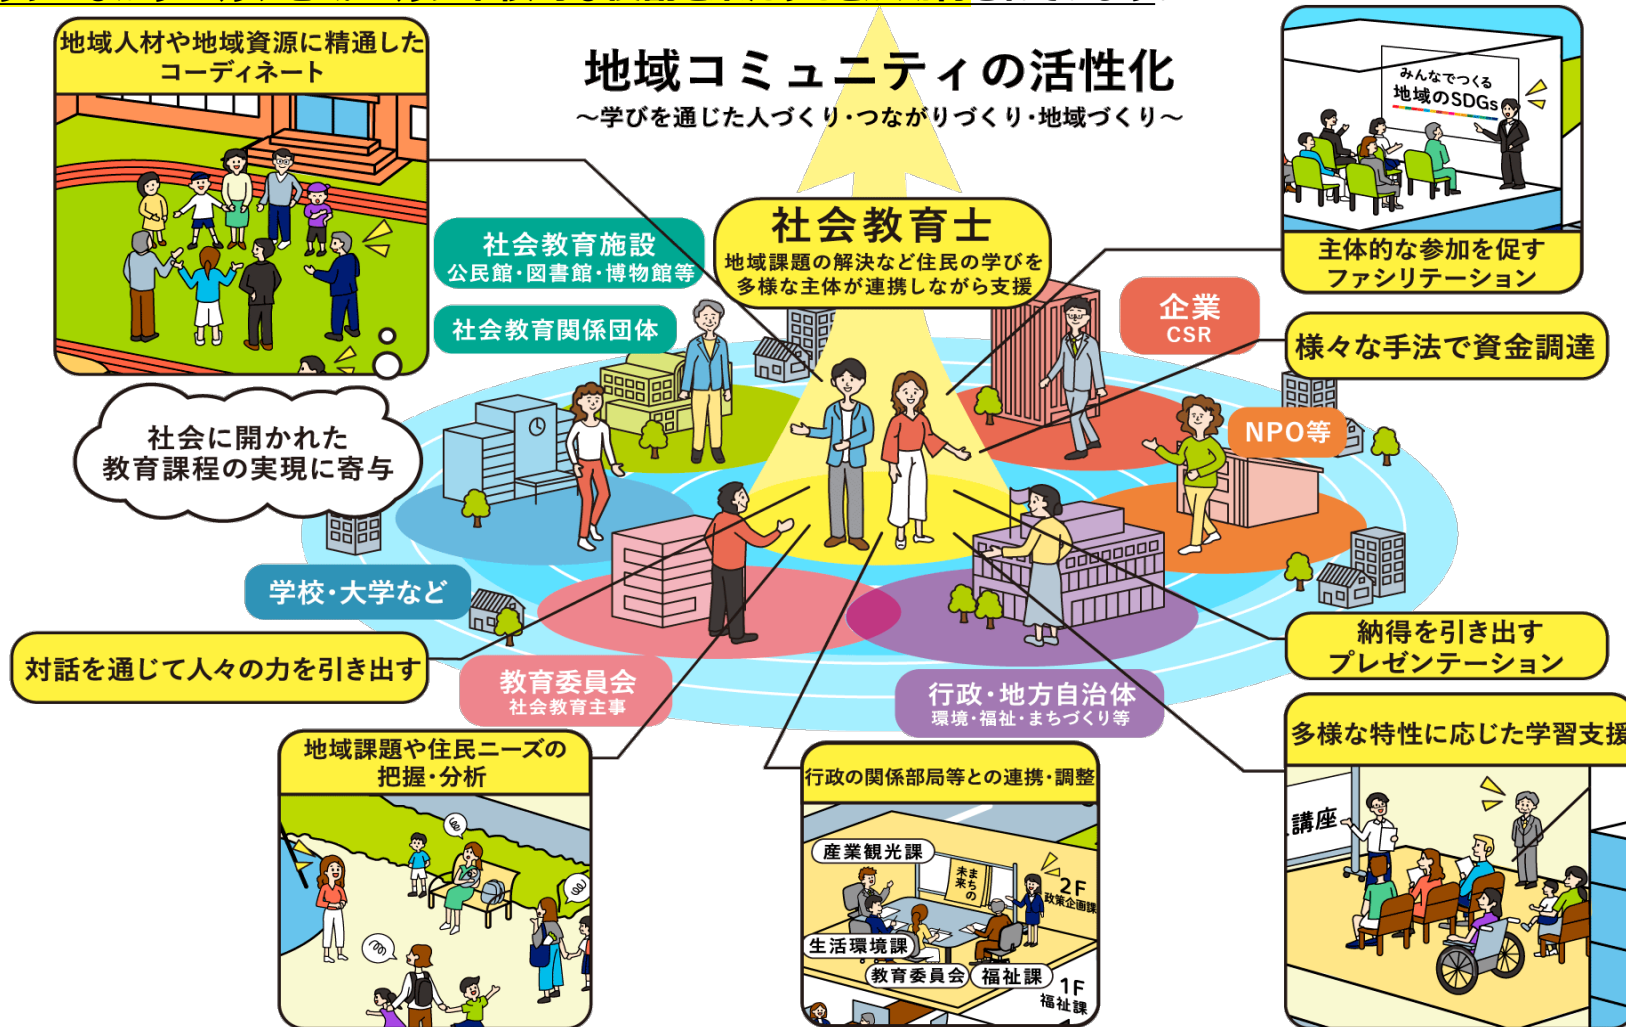 地域人材や地域資源に精通した
コーディネート
地域コミュニティの活性化
～学びを通じた人づくり・つながりづくり・地域づくり～
みんなでつくる
地域のSDGs
主体的な参加を促す
ファシリテーション
社会教育士
地域課題の解決など住民の学びを
多様な主体が連携しながら支援
社会教育施設
公民館・図書館・博物館等
社会教育関係団体
企業
CSR
様々な手法で資金調達
NPO等
社会に開かれた
教育課程の実現に寄与
学校・大学など
対話を通じて人々の力を引き出す
教育委員会
社会教育主事
行政・地方自治体
環境・福祉・まちづくり等
納得を引き出す
プレゼンテーション
地域課題や住民ニーズの
把握・分析
行政の関係部局等との連携・調整
産業観光課
まちの
未来
2F
政策企画課
生活環境課
教育委員会
福祉課
1F
福祉課
多様な特性に応じた学習支援
講座